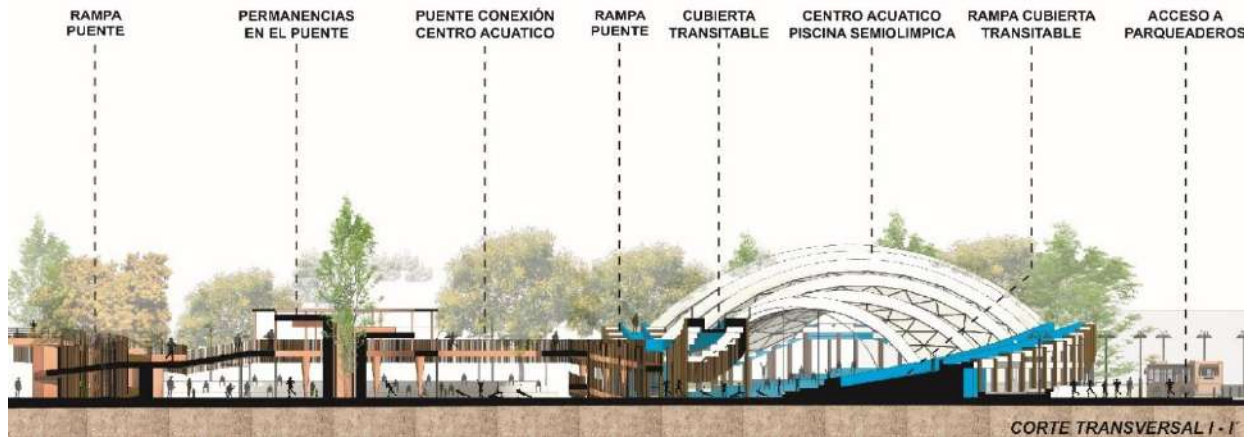 RAMPA
PUENTE
PERMANENCIAS
EN EL PUENTE
PUENTE CONEXIÓN
CENTRO ACUATICO
RAMPA
PUENTE
CUBIERTA
TRANSITABLE
CENTRO ACUATICO
PISCINA SEMIOLIMPICA
RAMPA CUBIERTA
TRANSITABLE
ACCESO A
PARQUEADEROS
CORTE TRANSVERSAL I - I'